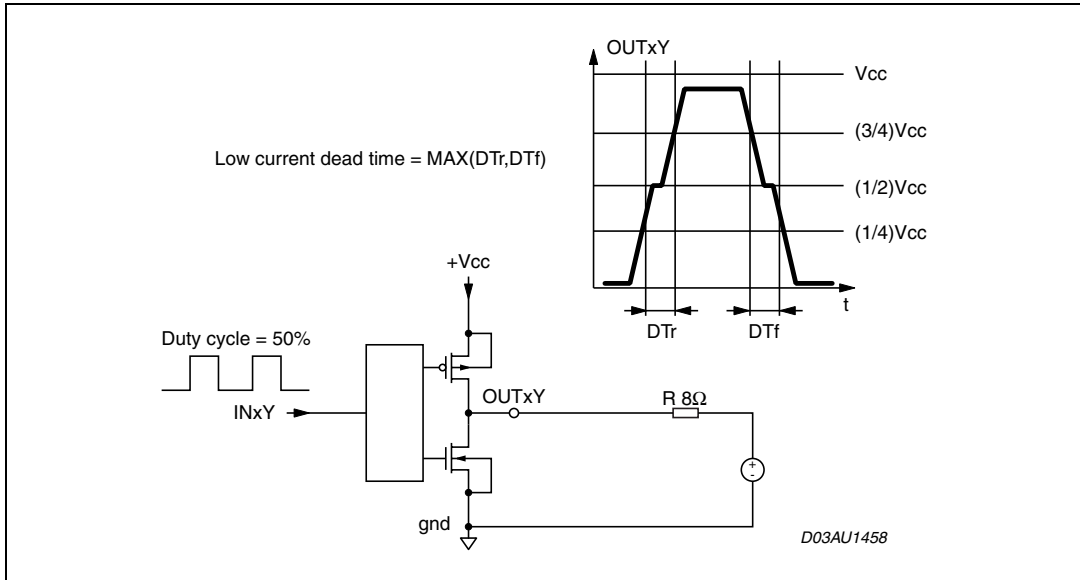 OUTxY
Vcc
(3/4)Vcc
Low current dead time = MAX(DTr,DTf)
(1/2)Vcc
(1/4)Vcc
+Vcc
t
DTr
DTf
Duty cycle = 50%
OUTxY
R 8Ω
INxY
+
-
gnd
D03AU1458